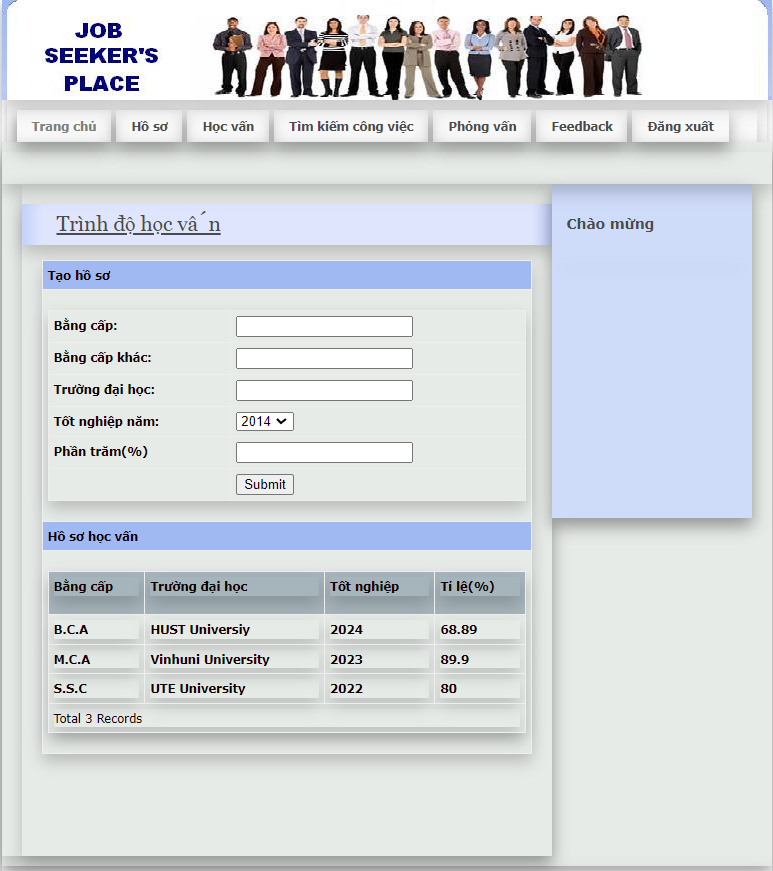 JOB
SEEKER'S
PLACE
Trang chủ Hồ sơ Học vấn Tìm kiếm công việc Phỏng vấn Feedback Đăng xuất
Trình độ học vấn
Chào mừng
Tạo hồ sơ
Bằng cấp:
Bằng cấp khác:
Trường đại học:
Tốt nghiệp năm: 2014
Phần trăm(%)
Submit
Hồ sơ học vấn
Bằng cấp Trường đại học Tốt nghiệp Tỉ lệ(%)
B.C.A HUST Universiy 2024 68.89
M.C.A Vinhuni University 2023 89.9
S.S.C UTE University 2022 80
Total 3 Records